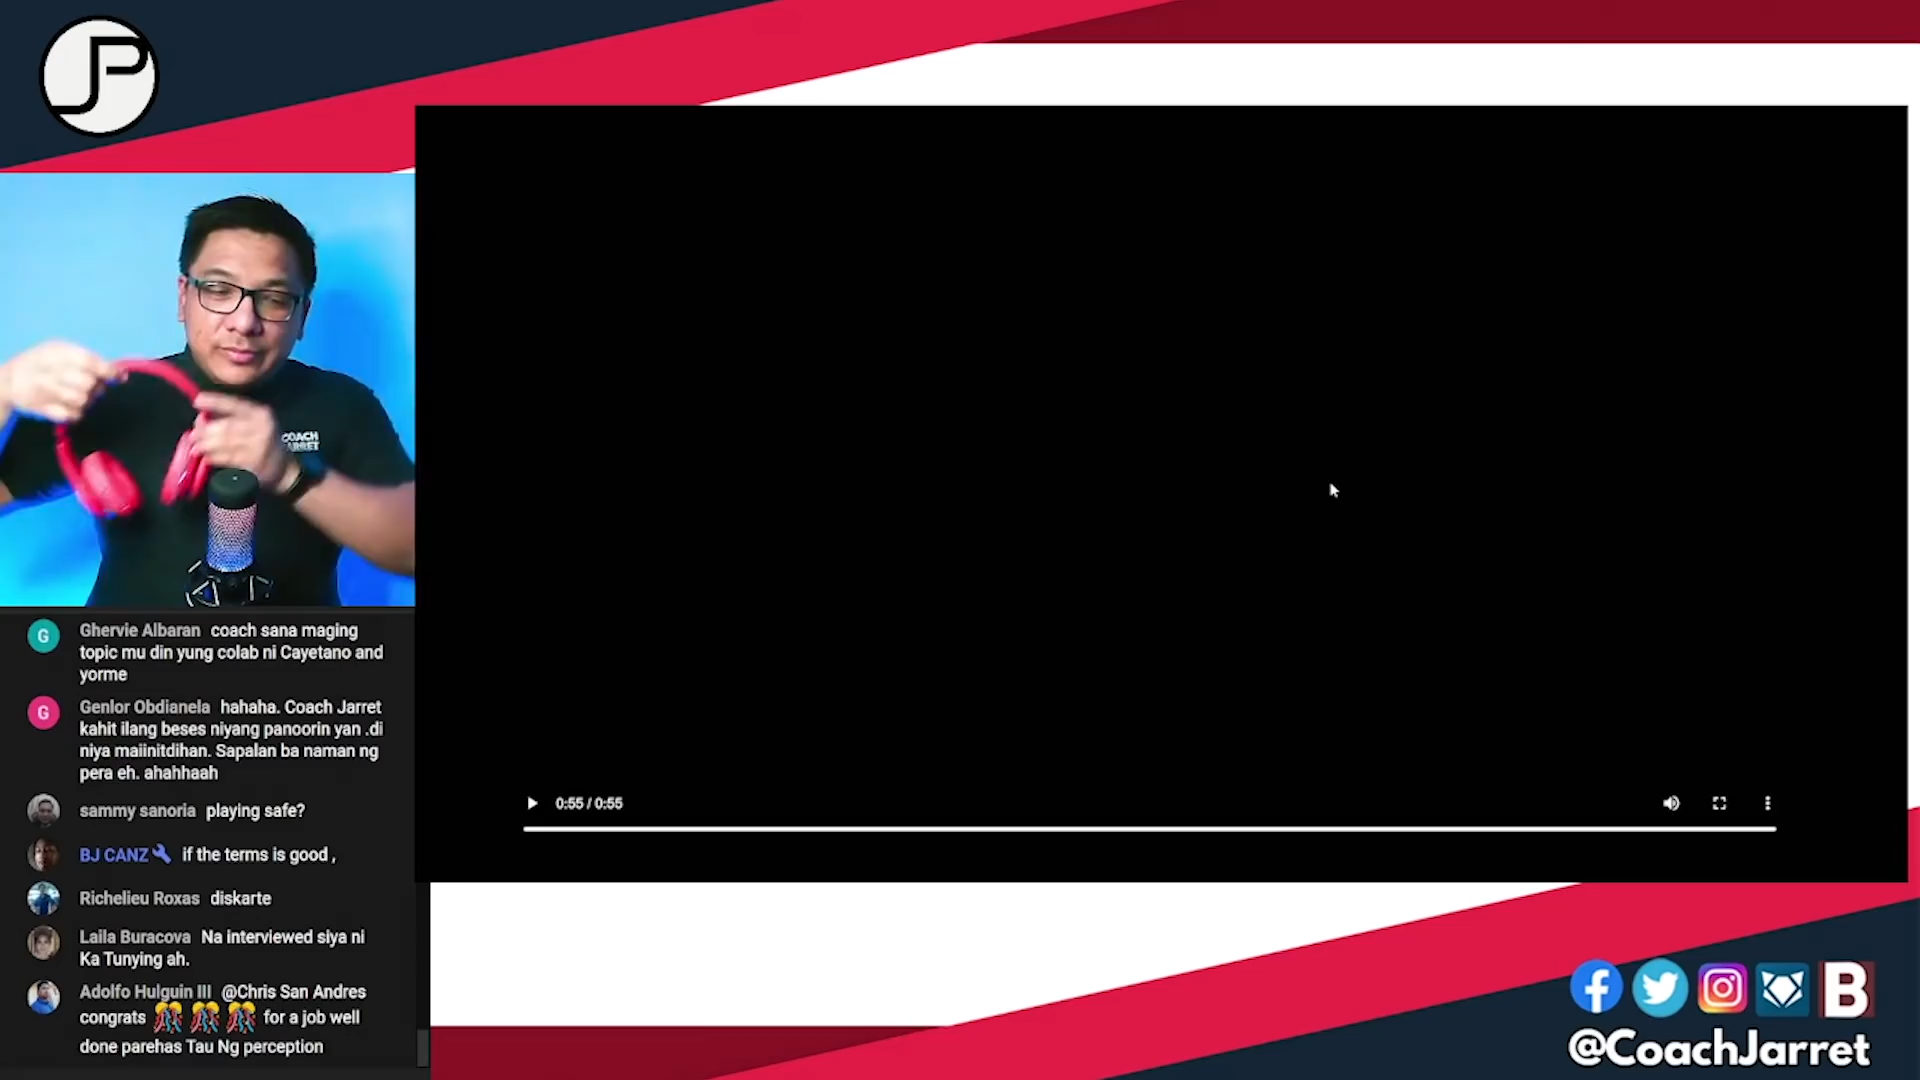 JP
COACH
JARRET
G
Ghervie Albaran coach sana maging
topic mu din yung colab ni Cayetano and
yorme
G
Genlor Obdianela hahaha. Coach Jarret
kahit ilang beses niyang panoorin yan .di
niya maiinitdihan. Sapalan ba naman ng
pera eh. ahahhaah
sammy sanoria playing safe?
BJ CANZ if the terms is good ,
Richelieu Roxas diskarte
Laila Buracova Na interviewed siya ni
Ka Tunying ah.
Adolfo Hulguin III @Chris San Andres
congrats for a job well
done parehas Tau Ng perception
0:55 / 0:55
B
@CoachJarret